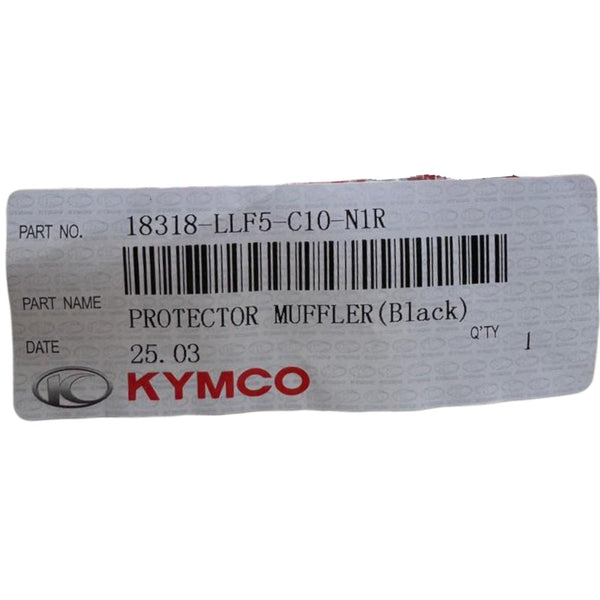 PART NO. 18318-LLF5-C10-N1R
PART NAME PROTECTOR MUFFLER(Black)
DATE 25.03 Q'TY 1
KYMCO